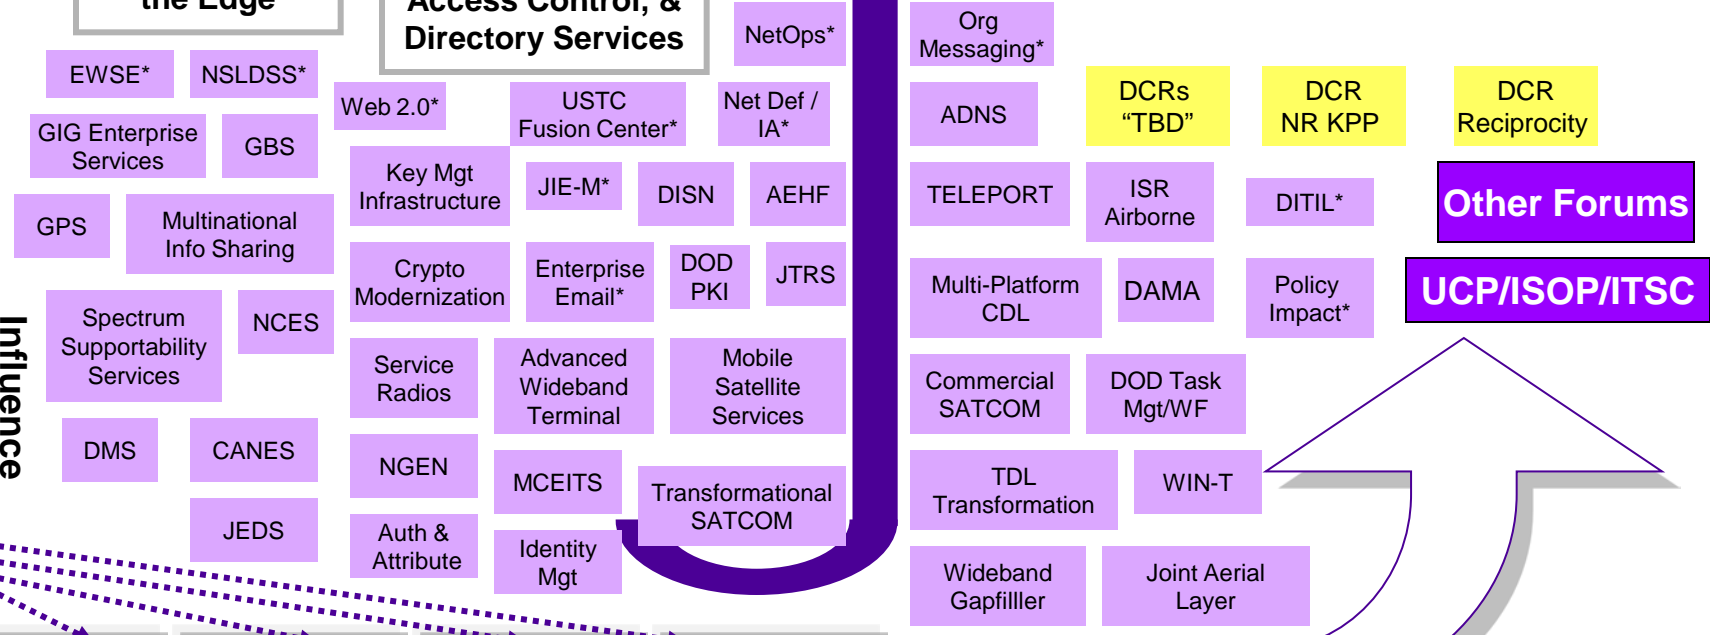 the Edge
Access Control, &
Directory Services
NetOps*
Org
Messaging*
EWSE*
NSLDSS*
Web 2.0*
USTC
Fusion Center*
Net Def /
IA*
ADNS
DCRs
“TBD”
DCR
NR KPP
DCR
Reciprocity
GIG Enterprise
Services
GBS
Key Mgt
Infrastructure
JIE-M*
DISN
AEHF
TELEPORT
ISR
Airborne
DITIL*
Other Forums
GPS
Multinational
Info Sharing
Crypto
Modernization
Enterprise
Email*
DOD
PKI
JTRS
Multi-Platform
CDL
DAMA
Policy
Impact*
UCP/ISOP/ITSC
Influence
Spectrum
Supportability
Services
NCES
Service
Radios
Advanced
Wideband
Terminal
Mobile
Satellite
Services
Commercial
SATCOM
DOD Task
Mgt/WF
DMS
CANES
NGEN
MCEITS
Transformational
SATCOM
TDL
Transformation
WIN-T
JEDS
Auth &
Attribute
Identity
Mgt
Wideband
Gapfilller
Joint Aerial
Layer